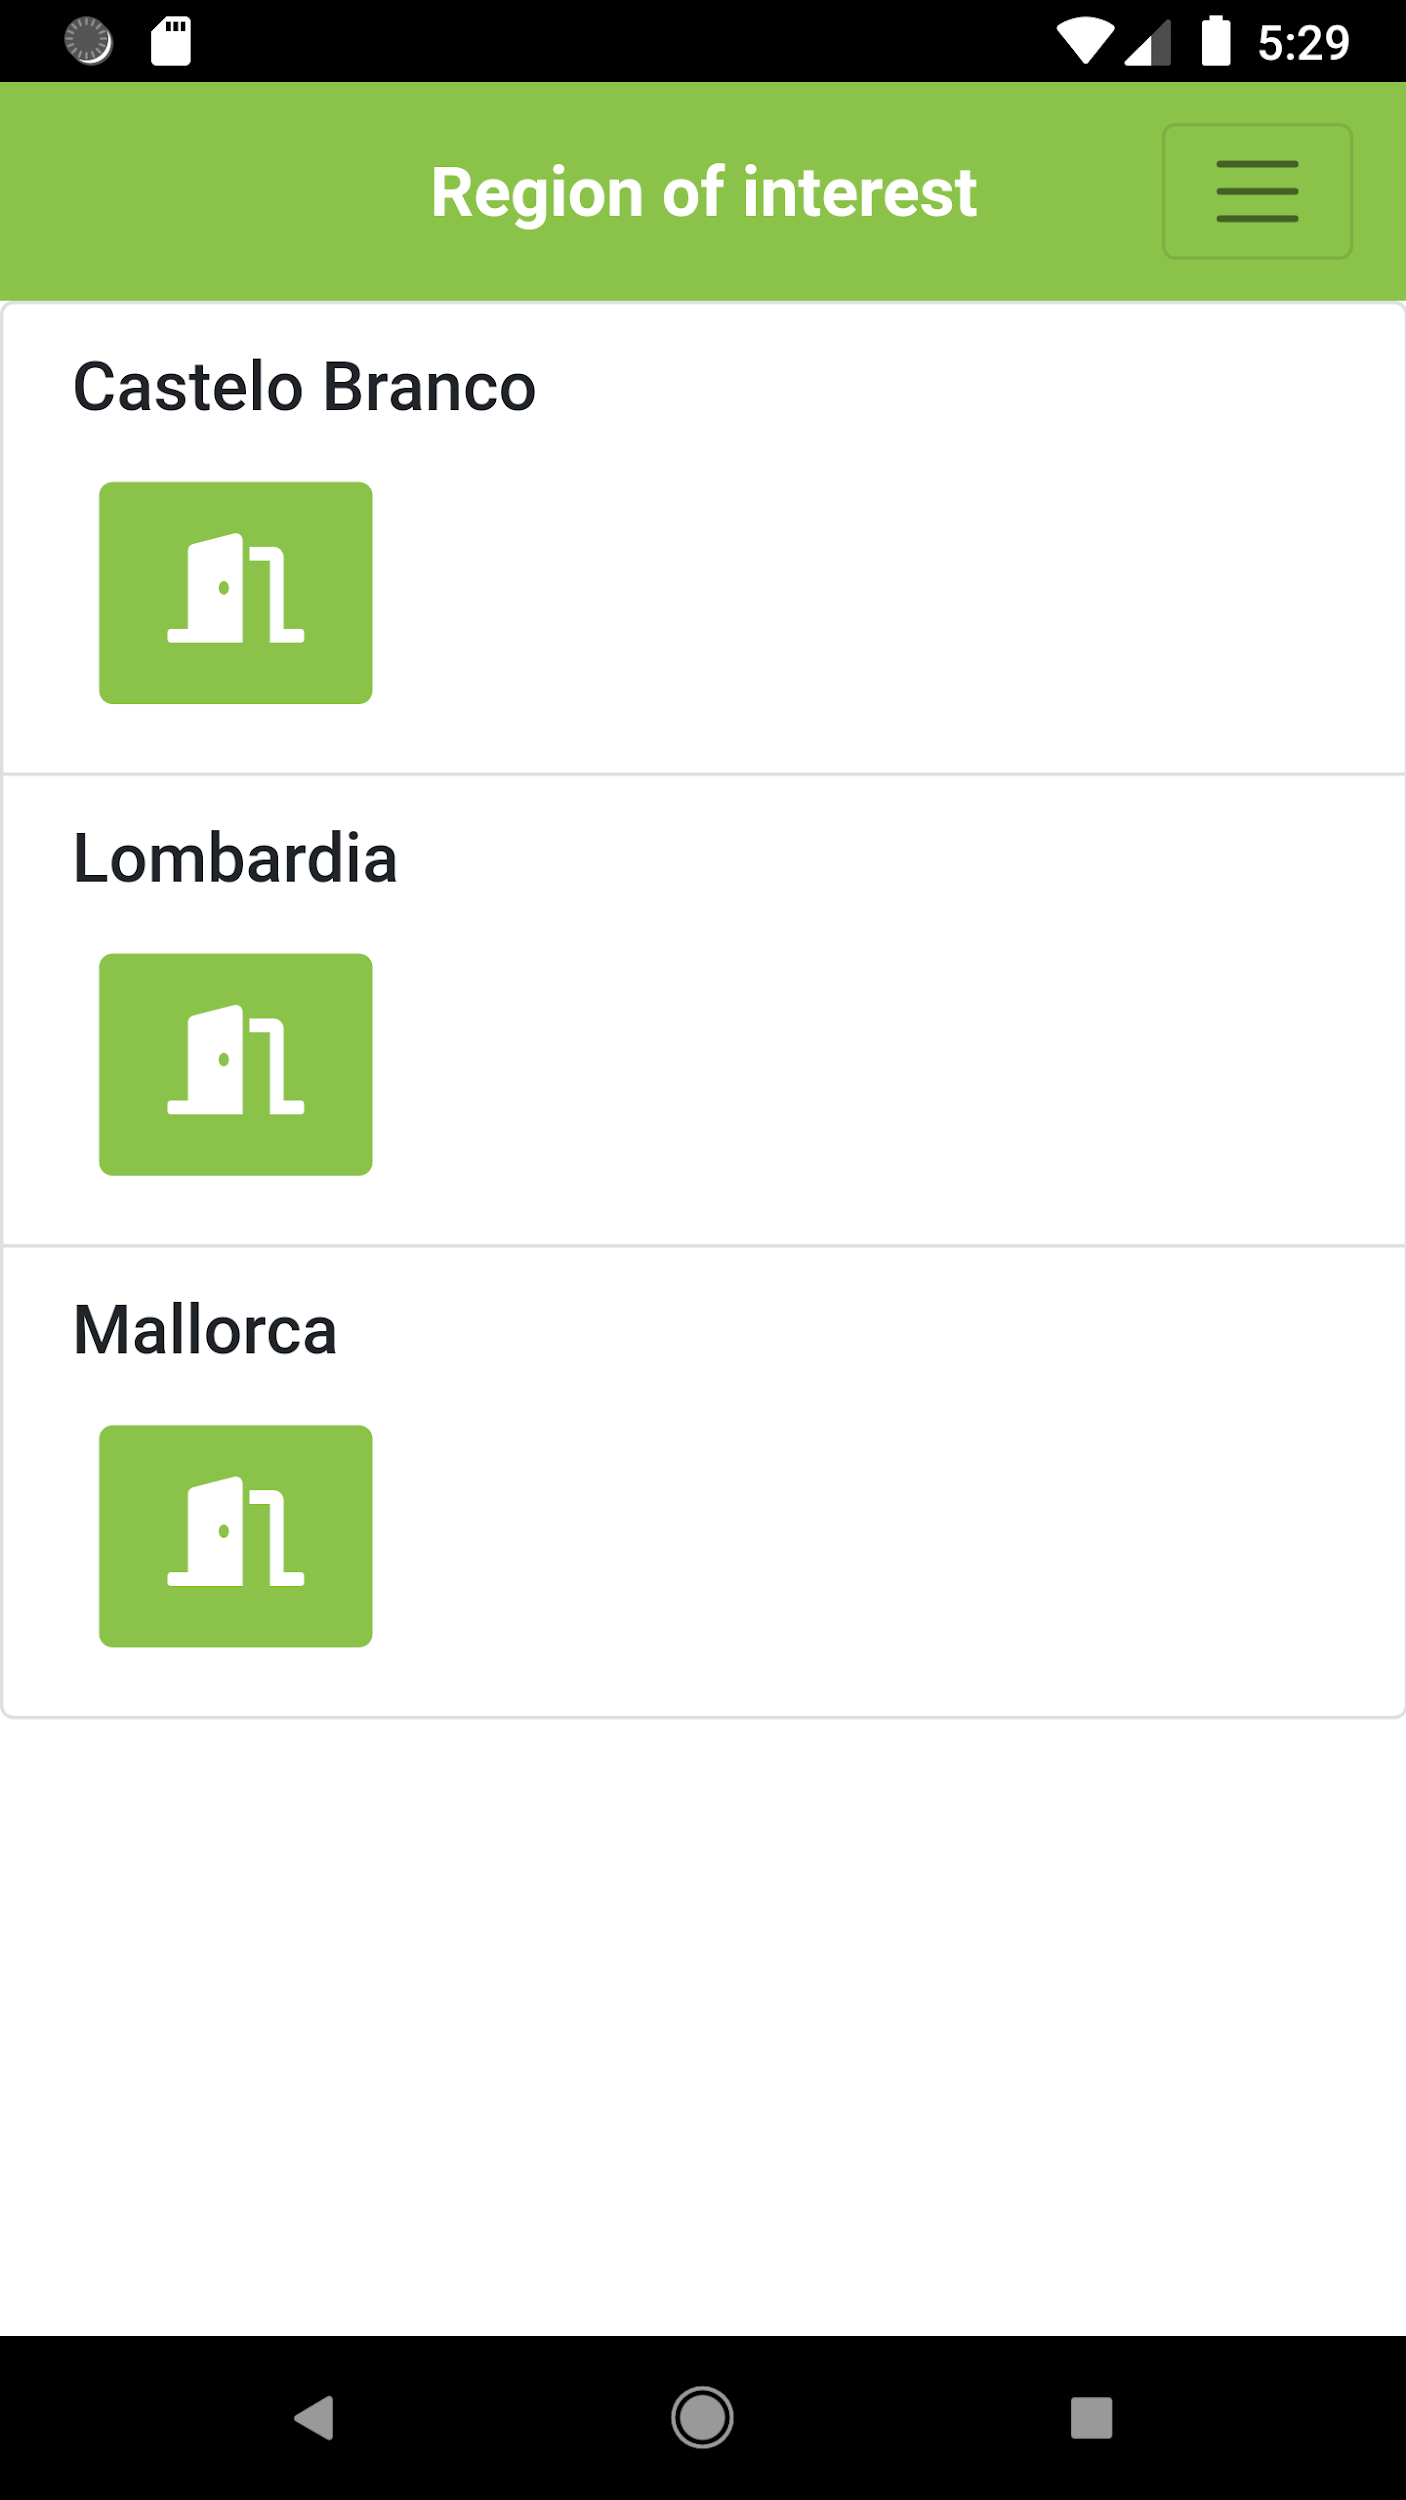 5:29
Region of interest
Castelo Branco
Lombardia
Mallorca